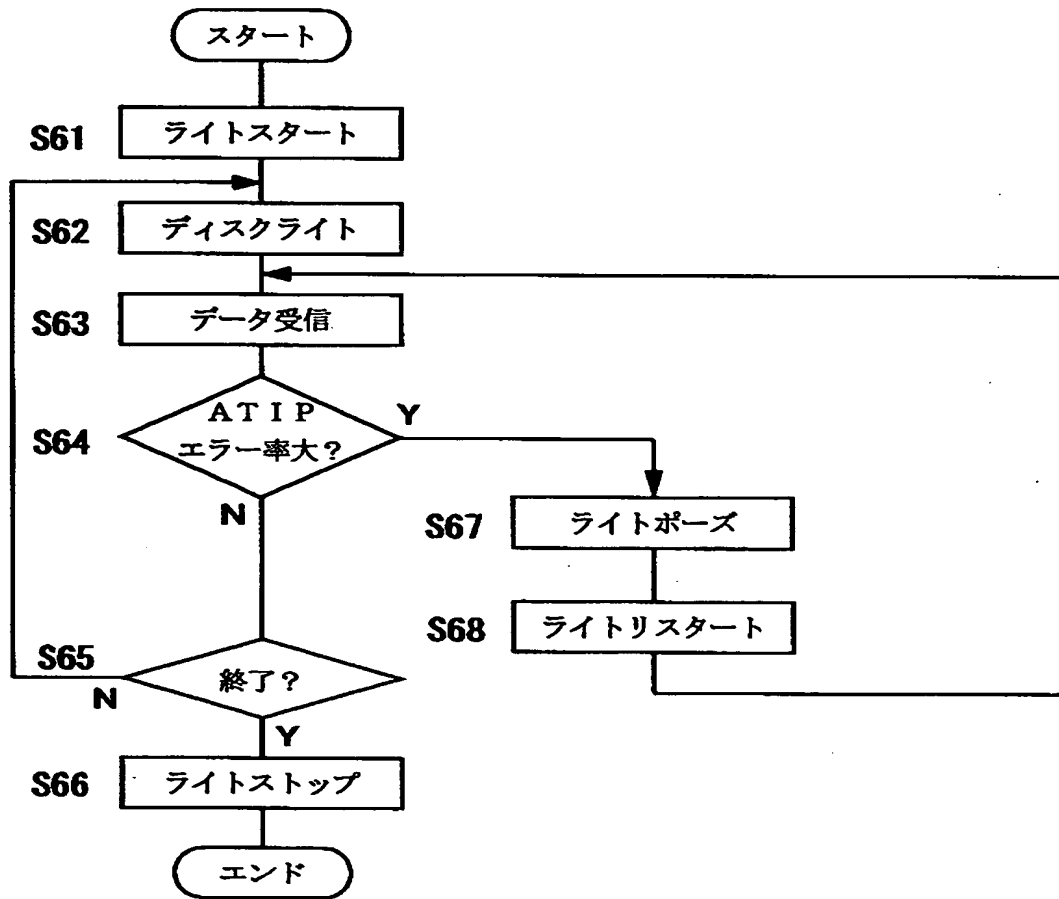 スタート
S61
ライトスタート
S62
ディスクライト
S63
データ受信
S64
ATIP
エラー率大?
Y
N
S67
ライトポーズ
S68
ライトリスタート
S65
終了?
N
Y
S66
ライトストップ
エンド